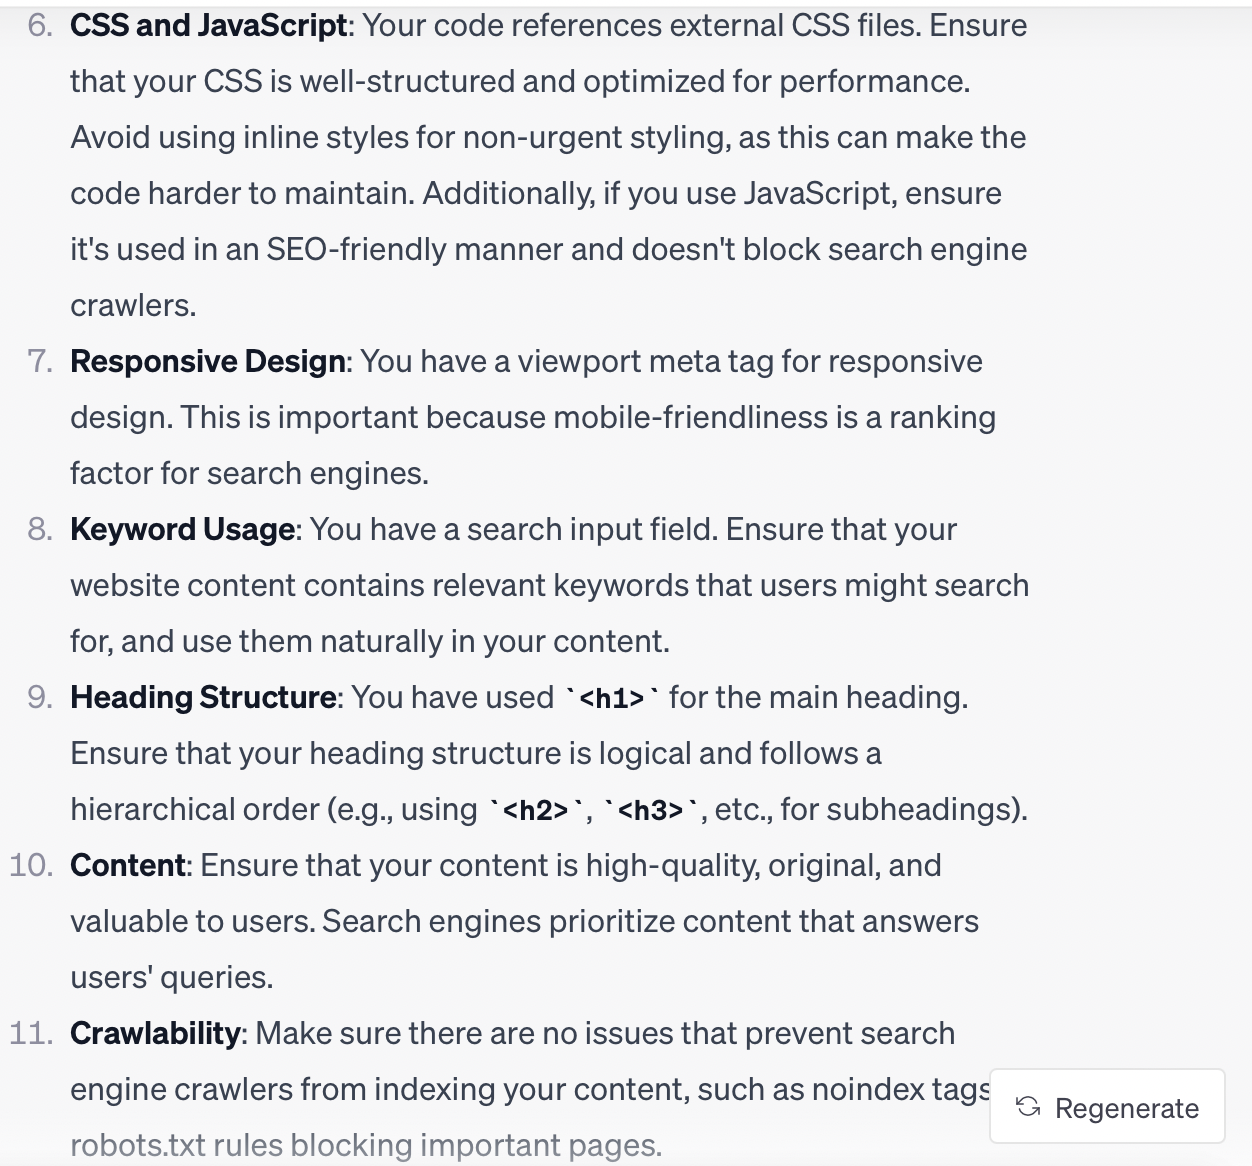 6. CSS and JavaScript: Your code references external CSS files. Ensure
that your CSS is well-structured and optimized for performance.
Avoid using inline styles for non-urgent styling, as this can make the
code harder to maintain. Additionally, if you use JavaScript, ensure
it's used in an SEO-friendly manner and doesn't block search engine
crawlers.
7. Responsive Design: You have a viewport meta tag for responsive
design. This is important because mobile-friendliness is a ranking
factor for search engines.
8. Keyword Usage: You have a search input field. Ensure that your
website content contains relevant keywords that users might search
for, and use them naturally in your content.
9. Heading Structure: You have used `<h1>` for the main heading.
Ensure that your heading structure is logical and follows a
hierarchical order (e.g., using `<h2>`, `<h3>`, etc., for subheadings).
10. Content: Ensure that your content is high-quality, original, and
valuable to users. Search engines prioritize content that answers
users' queries.
11. Crawlability: Make sure there are no issues that prevent search
engine crawlers from indexing your content, such as noindex tags
Regenerate
robots.txt rules blocking important pages.